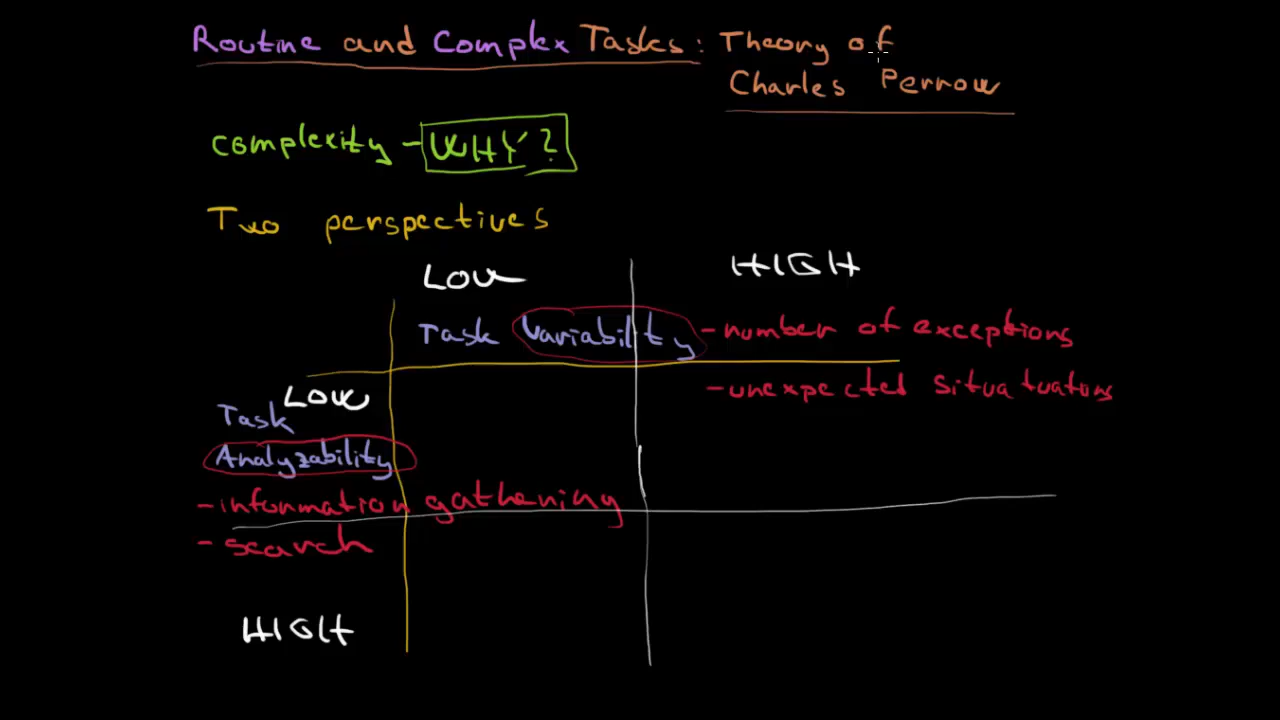 Routine and Complex Tasks: Theory of
Charles Perrow
complexity - WHY?
Two perspectives
LOW HIGH
Task Variability - number of exceptions
- unexpected situatuations
LOW
Task
Analyzability
- information gathering
- search
HIGH